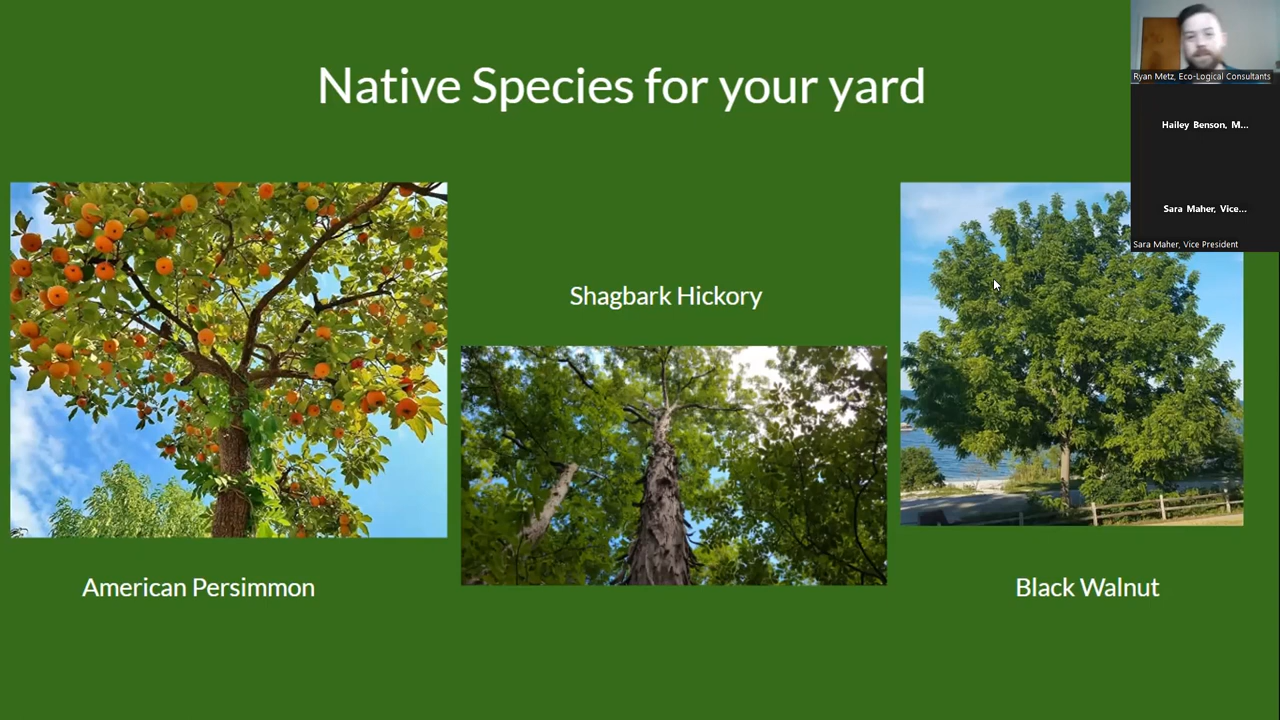 Native Species for your yard
Ryan Metz, Eco-Logical Consultants
Hailey Benson, M...
Sara Maher, Vice...
Sara Maher, Vice President
Shagbark Hickory
American Persimmon
Black Walnut